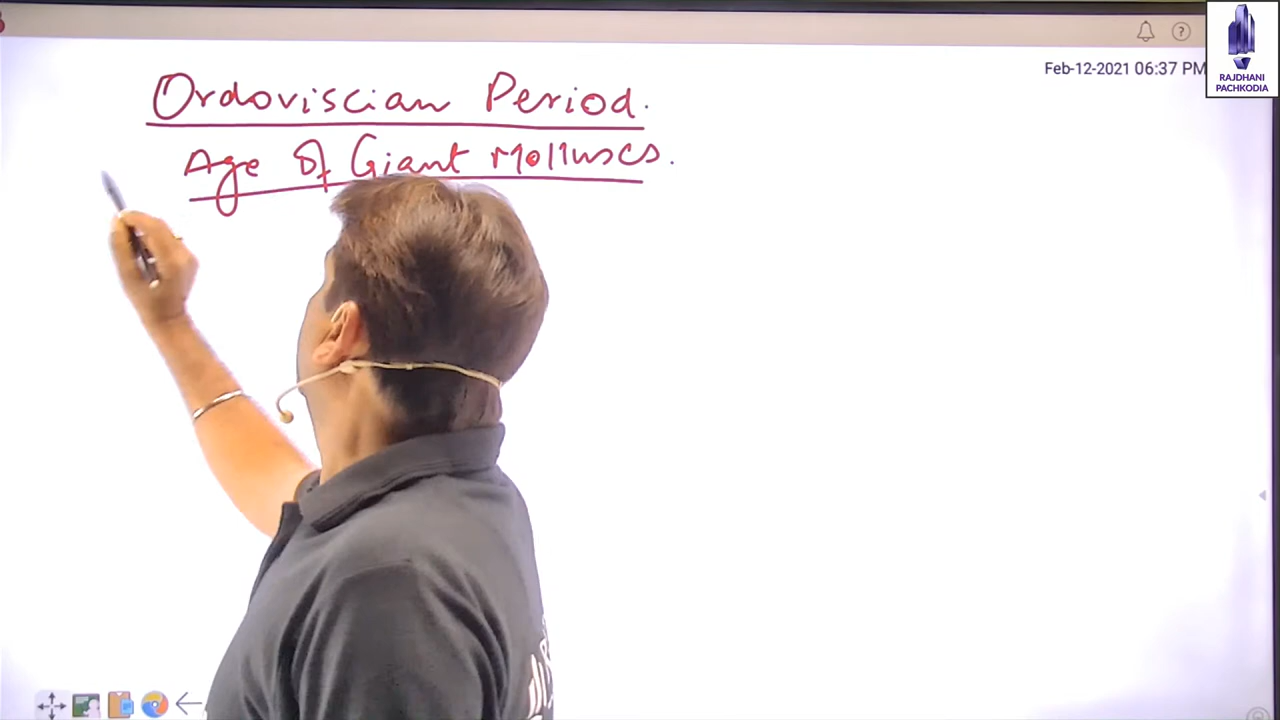 RAJDHANI
PACHKODIA
Feb-12-2021 06:37 PM
Ordoviscian Period.
Age Of Giant Molluscs.